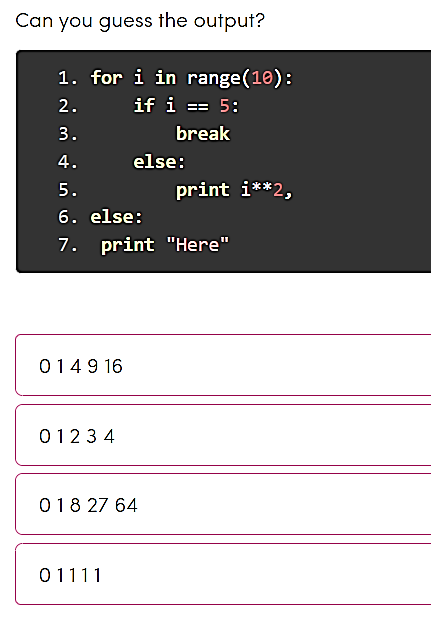 Can you guess the output?
1. for i in range(10):
2.     if i == 5:
3.         break
4.     else:
5.         print i**2,
6. else:
7.  print "Here"
0 1 4 9 16
0 1 2 3 4
0 1 8 27 64
0 1 1 1 1